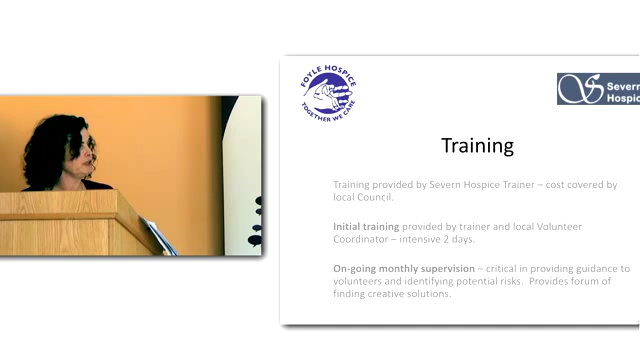 FOYLE HOSPICE
TOGETHER WE CARE
Severn
Hospic
Training
Training provided by Severn Hospice Trainer – cost covered by
local Council.
Initial training provided by trainer and local Volunteer
Coordinator – intensive 2 days.
On-going monthly supervision – critical in providing guidance to
volunteers and identifying potential risks.  Provides forum of
finding creative solutions.